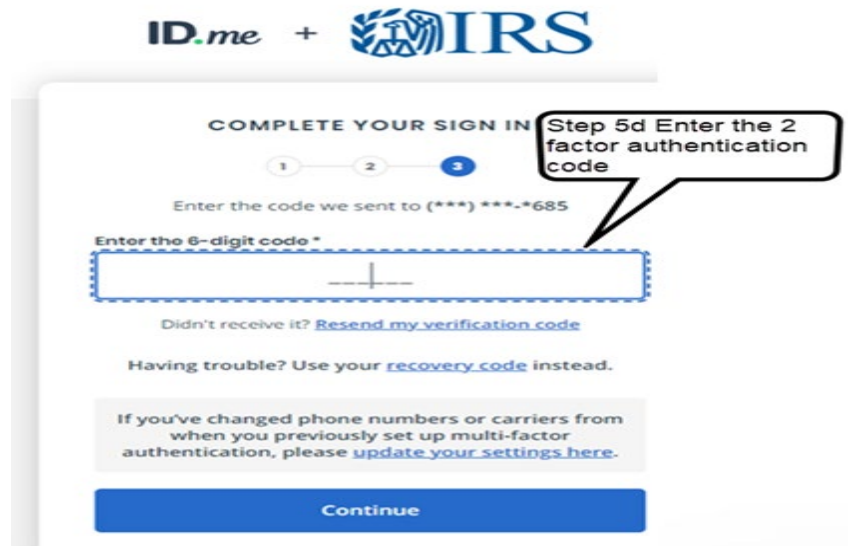 ID.me + IRS
COMPLETE YOUR SIGN IN
Step 5d Enter the 2
factor authentication
code
1 2 3
Enter the code we sent to (***) ***-*685
Enter the 6-digit code *
Didn't receive it? Resend my verification code
Having trouble? Use your recovery code instead.
If you've changed phone numbers or carriers from
when you previously set up multi-factor
authentication, please update your settings here.
Continue